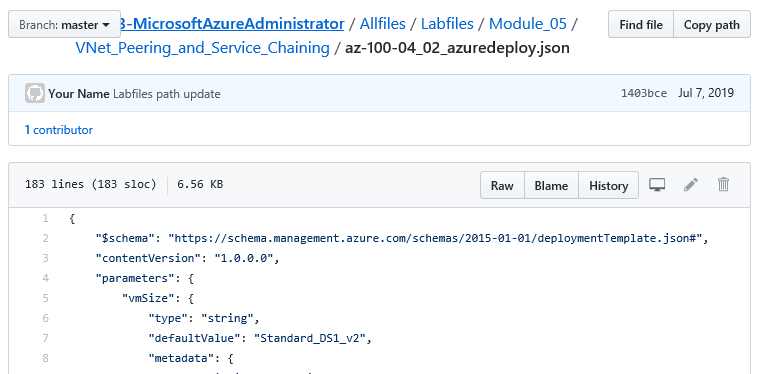 Branch: master 3-MicrosoftAzureAdministrator / Allfiles / Labfiles / Module_05 / Find file Copy path
VNet_Peering_and_Service_Chaining / az-100-04_02_azuredeploy.json
Your Name Labfiles path update 1403bce Jul 7, 2019
1 contributor
183 lines (183 sloc) 6.56 KB Raw Blame History
1 {
2 "$schema": "https://schema.management.azure.com/schemas/2015-01-01/deploymentTemplate.json#",
3 "contentVersion": "1.0.0.0",
4 "parameters": {
5 "vmSize": {
6 "type": "string",
7 "defaultValue": "Standard_DS1_v2",
8 "metadata": {